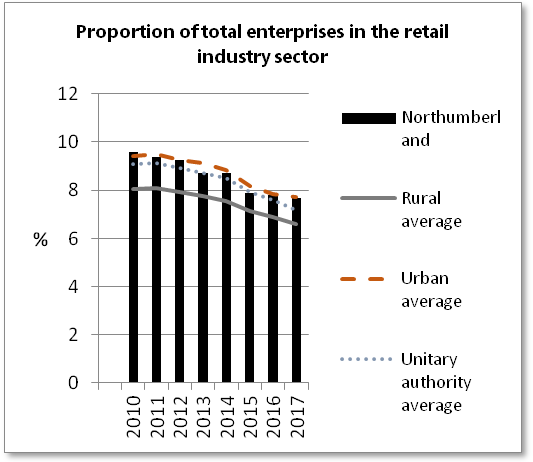 Proportion of total enterprises in the retail
industry sector
12
10
8
6
4
2
0
%
2010
2011
2012
2013
2014
2015
2016
2017
Northumberl
and
Rural
average
Urban
average
Unitary
authority
average